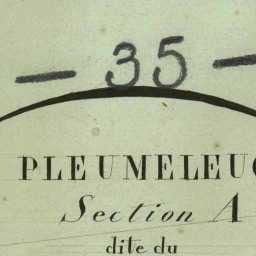 — 35 —
PLEUMELEUC
Section A
dite du